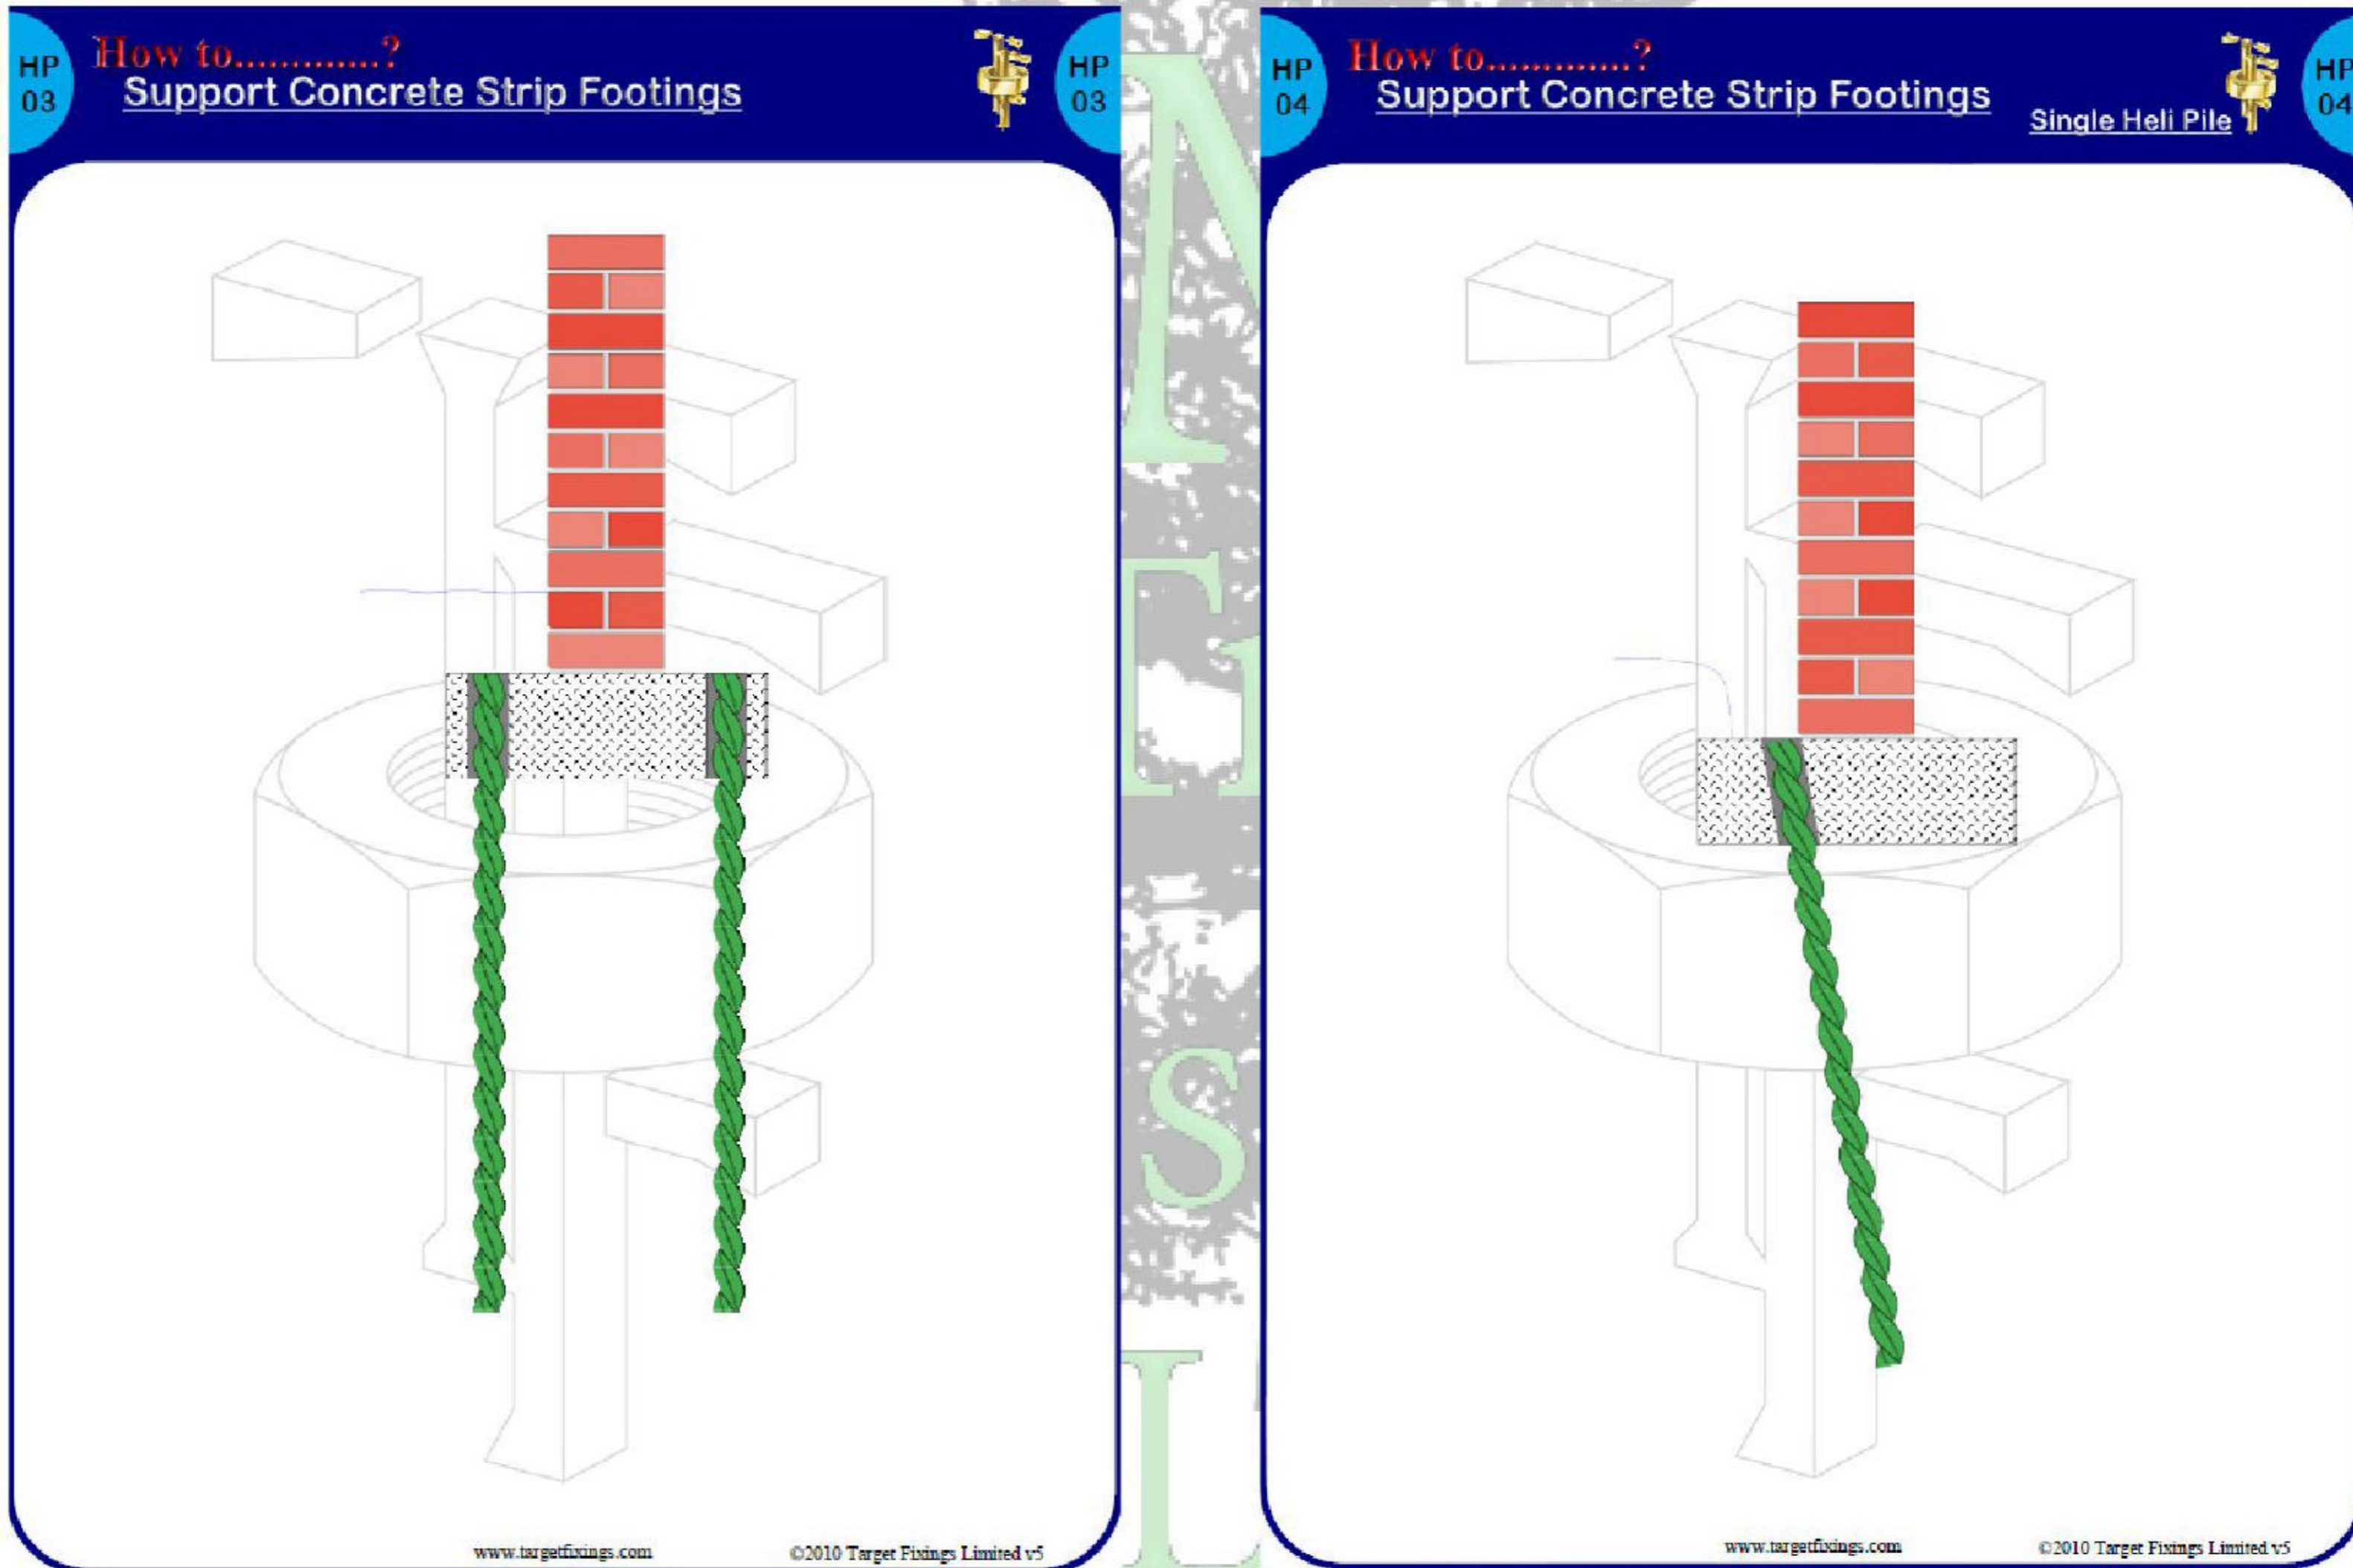 HP
03
How to.............?
Support Concrete Strip Footings
HP
03
www.targetfixings.com
©2010 Target Fixings Limited v5
N
T
S
L
HP
04
How to.............?
Support Concrete Strip Footings
Single Heli Pile
HP
04
www.targetfixings.com
©2010 Target Fixings Limited v5